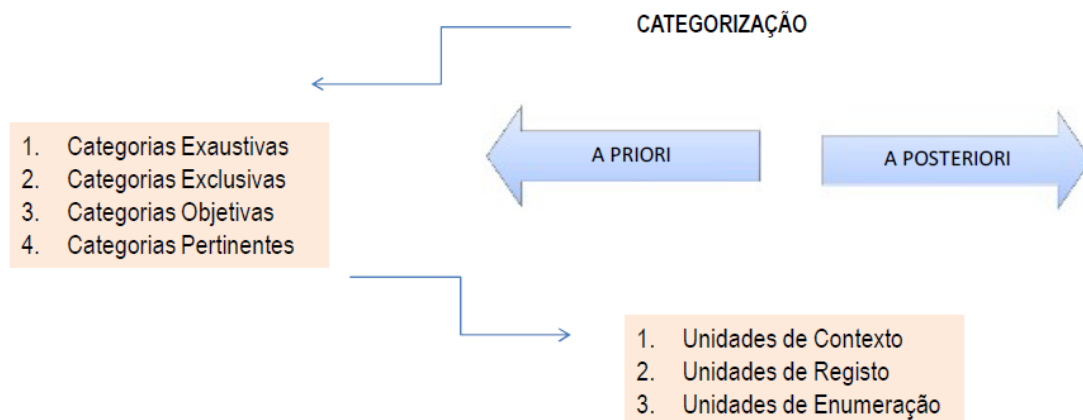 CATEGORIZAÇÃO
A PRIORI
A POSTERIORI
1. Categorias Exaustivas
2. Categorias Exclusivas
3. Categorias Objetivas
4. Categorias Pertinentes
1. Unidades de Contexto
2. Unidades de Registo
3. Unidades de Enumeração